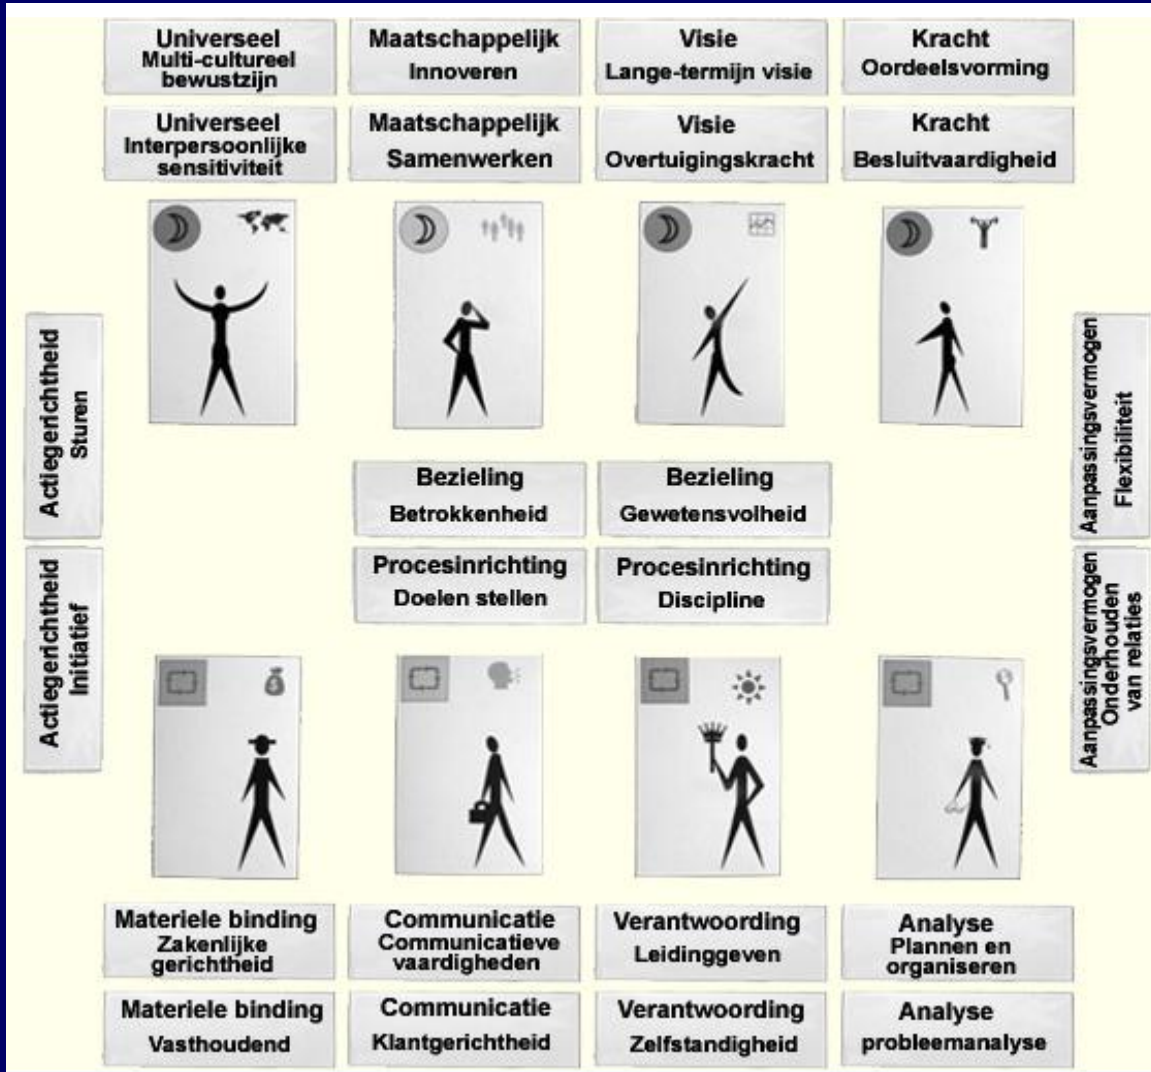 Universeel
Multi-cultureel
bewustzijn
Maatschappelijk
Innoveren
Visie
Lange-termijn visie
Kracht
Oordeelsvorming
Universeel
Interpersoonlijke
sensitiviteit
Maatschappelijk
Samenwerken
Visie
Overtuigingskracht
Kracht
Besluitvaardigheid
Actiegerichtheid
Sturen
Aanpassingsvermogen
Flexibiliteit
Bezieling
Betrokkenheid
Bezieling
Gewetensvolheid
Procesinrichting
Doelen stellen
Procesinrichting
Discipline
Actiegerichtheid
Initiatief
Aanpassingsvermogen
Onderhouden
van relaties
Materiele binding
Zakenlijke
gerichtheid
Communicatie
Communicatieve
vaardigheden
Verantwoording
Leidinggeven
Analyse
Plannen en
organiseren
Materiele binding
Vasthoudend
Communicatie
Klantgerichtheid
Verantwoording
Zelfstandigheid
Analyse
probleemanalyse